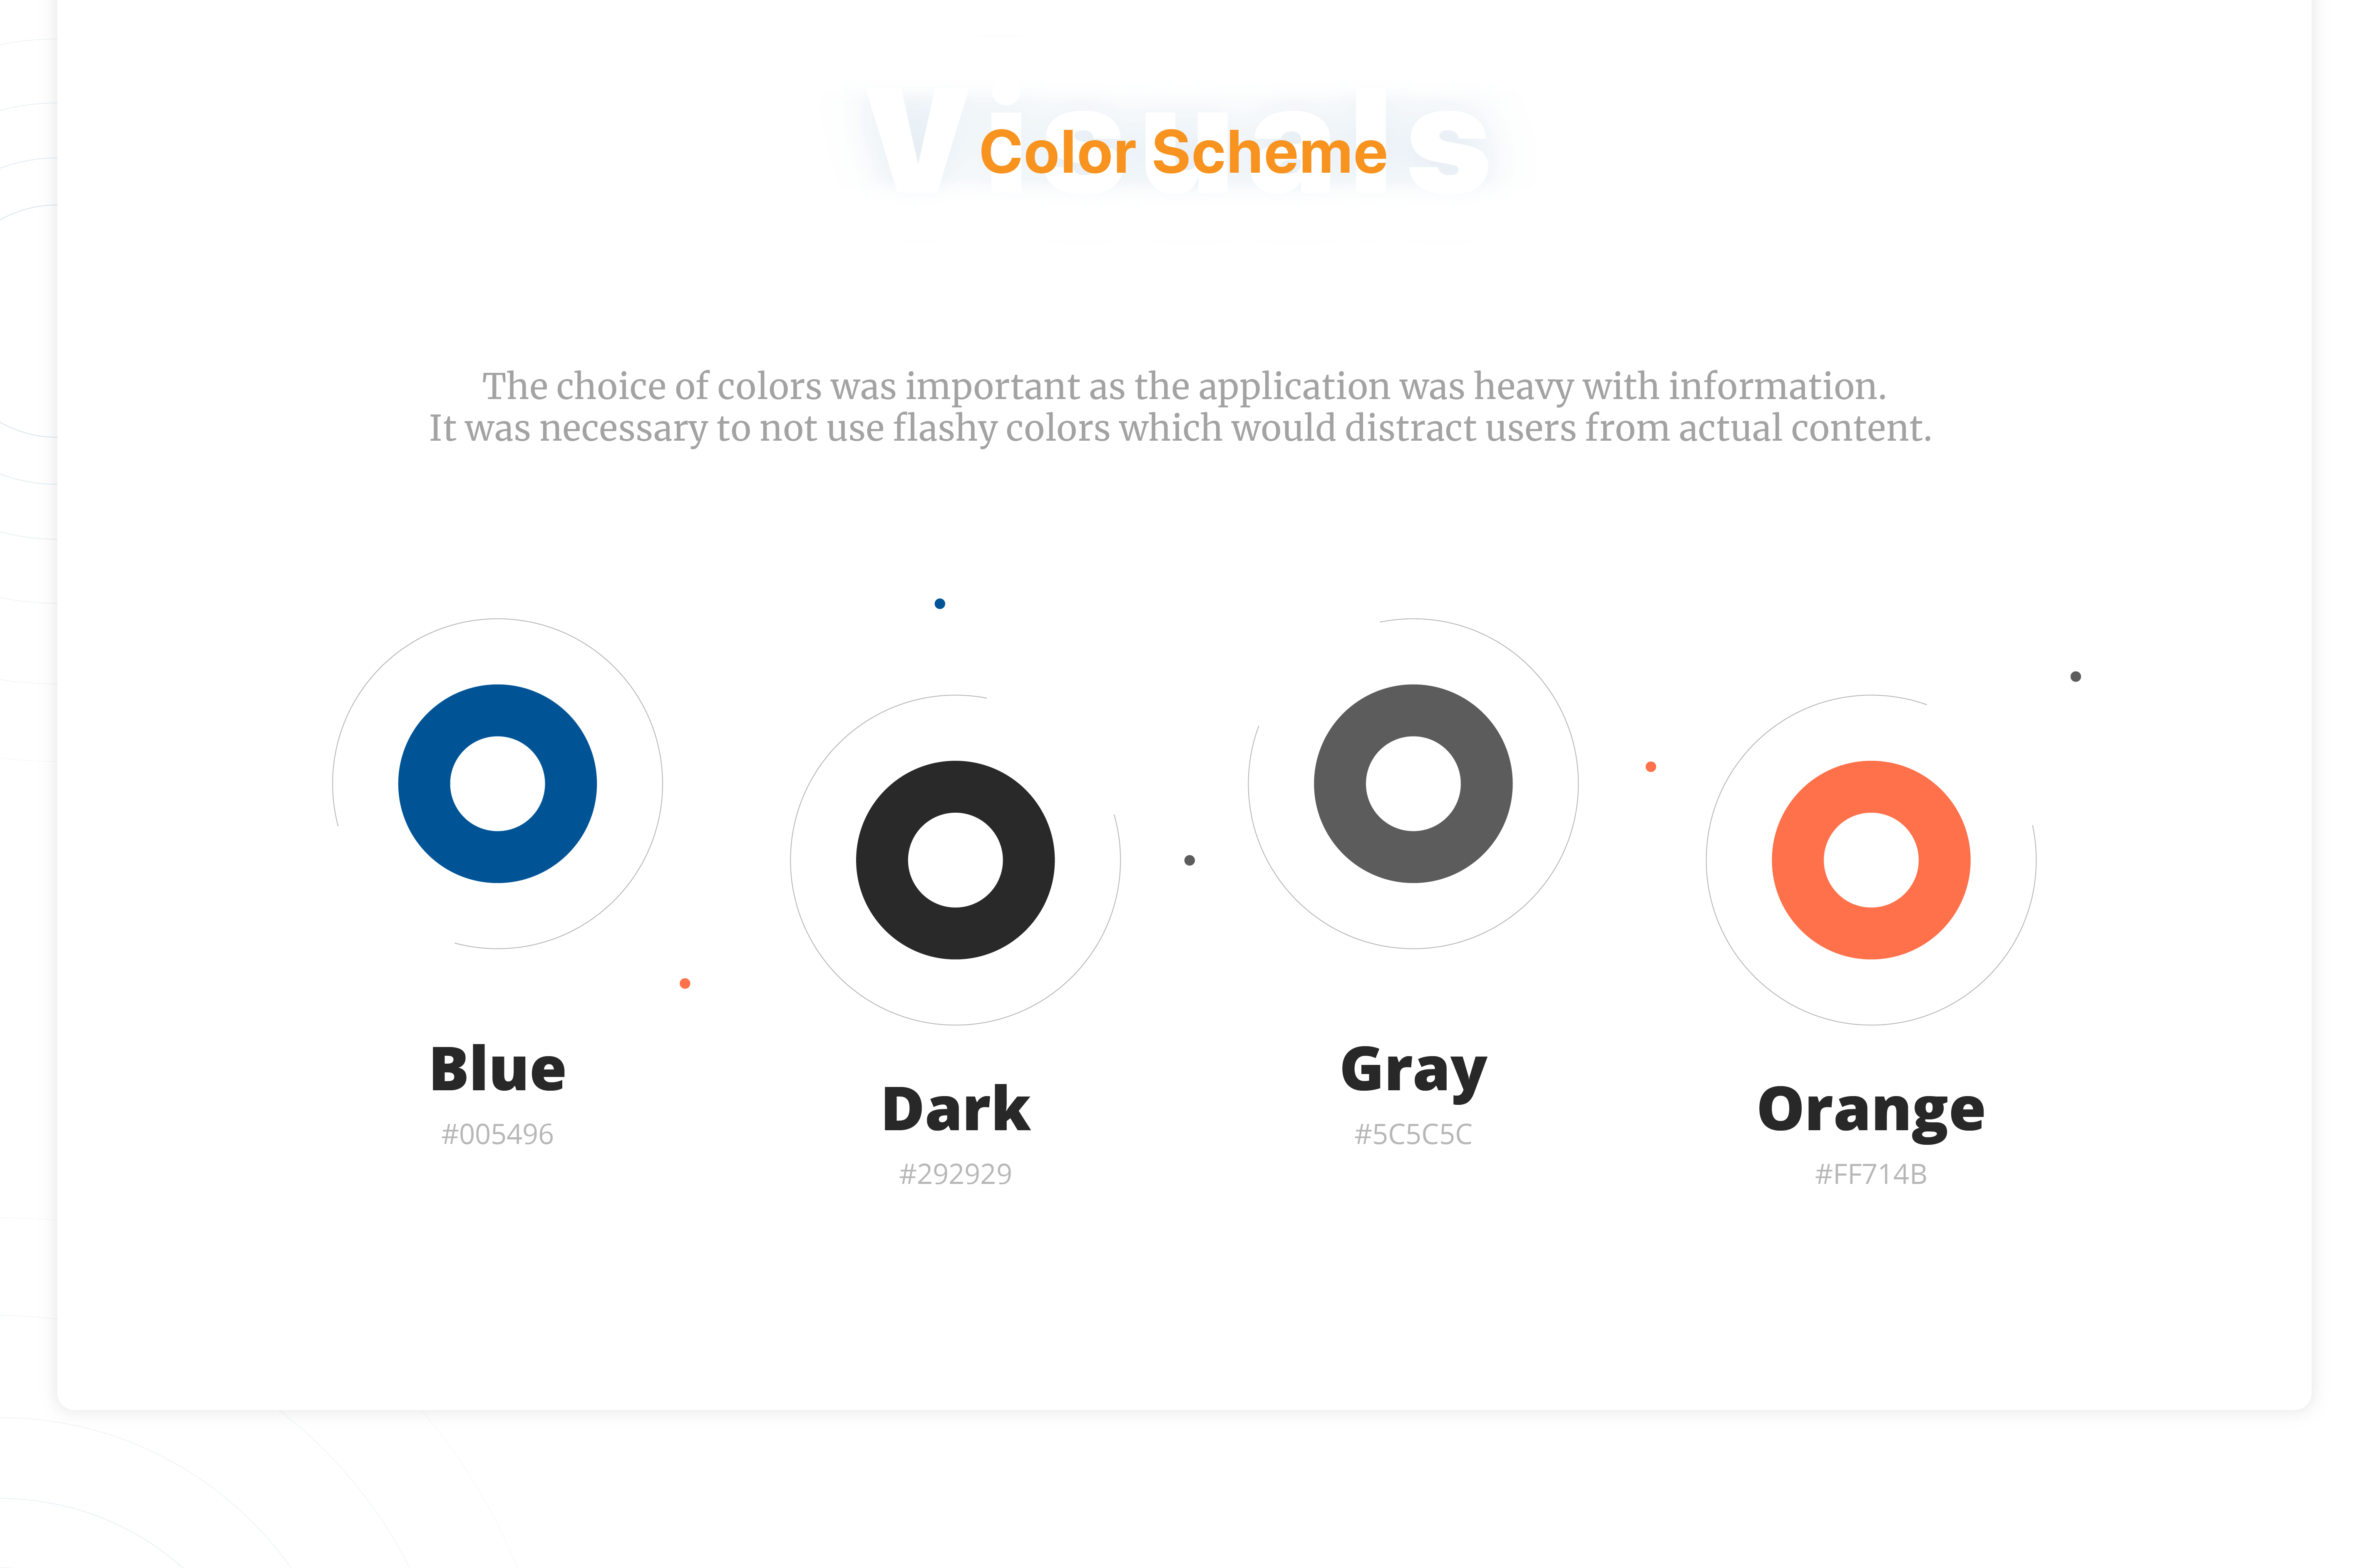 Visuals
Color Scheme
The choice of colors was important as the application was heavy with information.
It was necessary to not use flashy colors which would distract users from actual content.
Blue
#005496
Dark
#292929
Gray
#5C5C5C
Orange
#FF714B